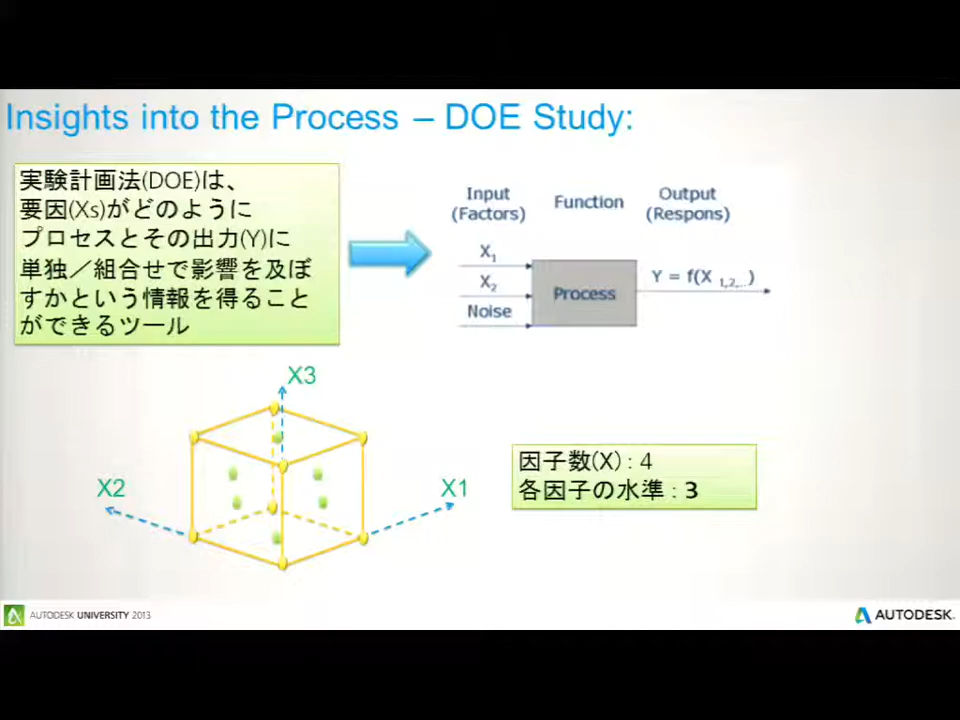 Insights into the Process – DOE Study:
実験計画法(DOE)は、
要因(Xs)がどのように
プロセスとその出力(Y)に
単独／組合せで影響を及ぼ
すかという情報を得ること
ができるツール
Input
(Factors)
Function
Output
(Respons)
X1
X2
Noise
Process
Y = f(X 1,2,..)
X3
X2
X1
因子数(X) : 4
各因子の水準 : 3
AUTODESK UNIVERSITY 2013
AUTODESK.